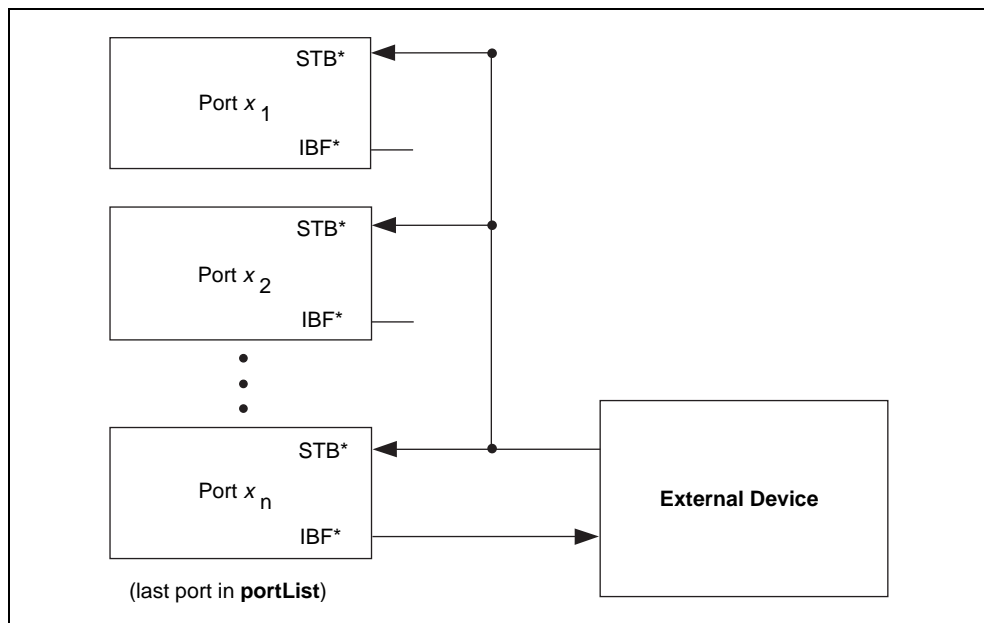 STB*
Port x 1
IBF*
STB*
Port x 2
IBF*
STB*
Port x n
IBF*
(last port in portList)
External Device